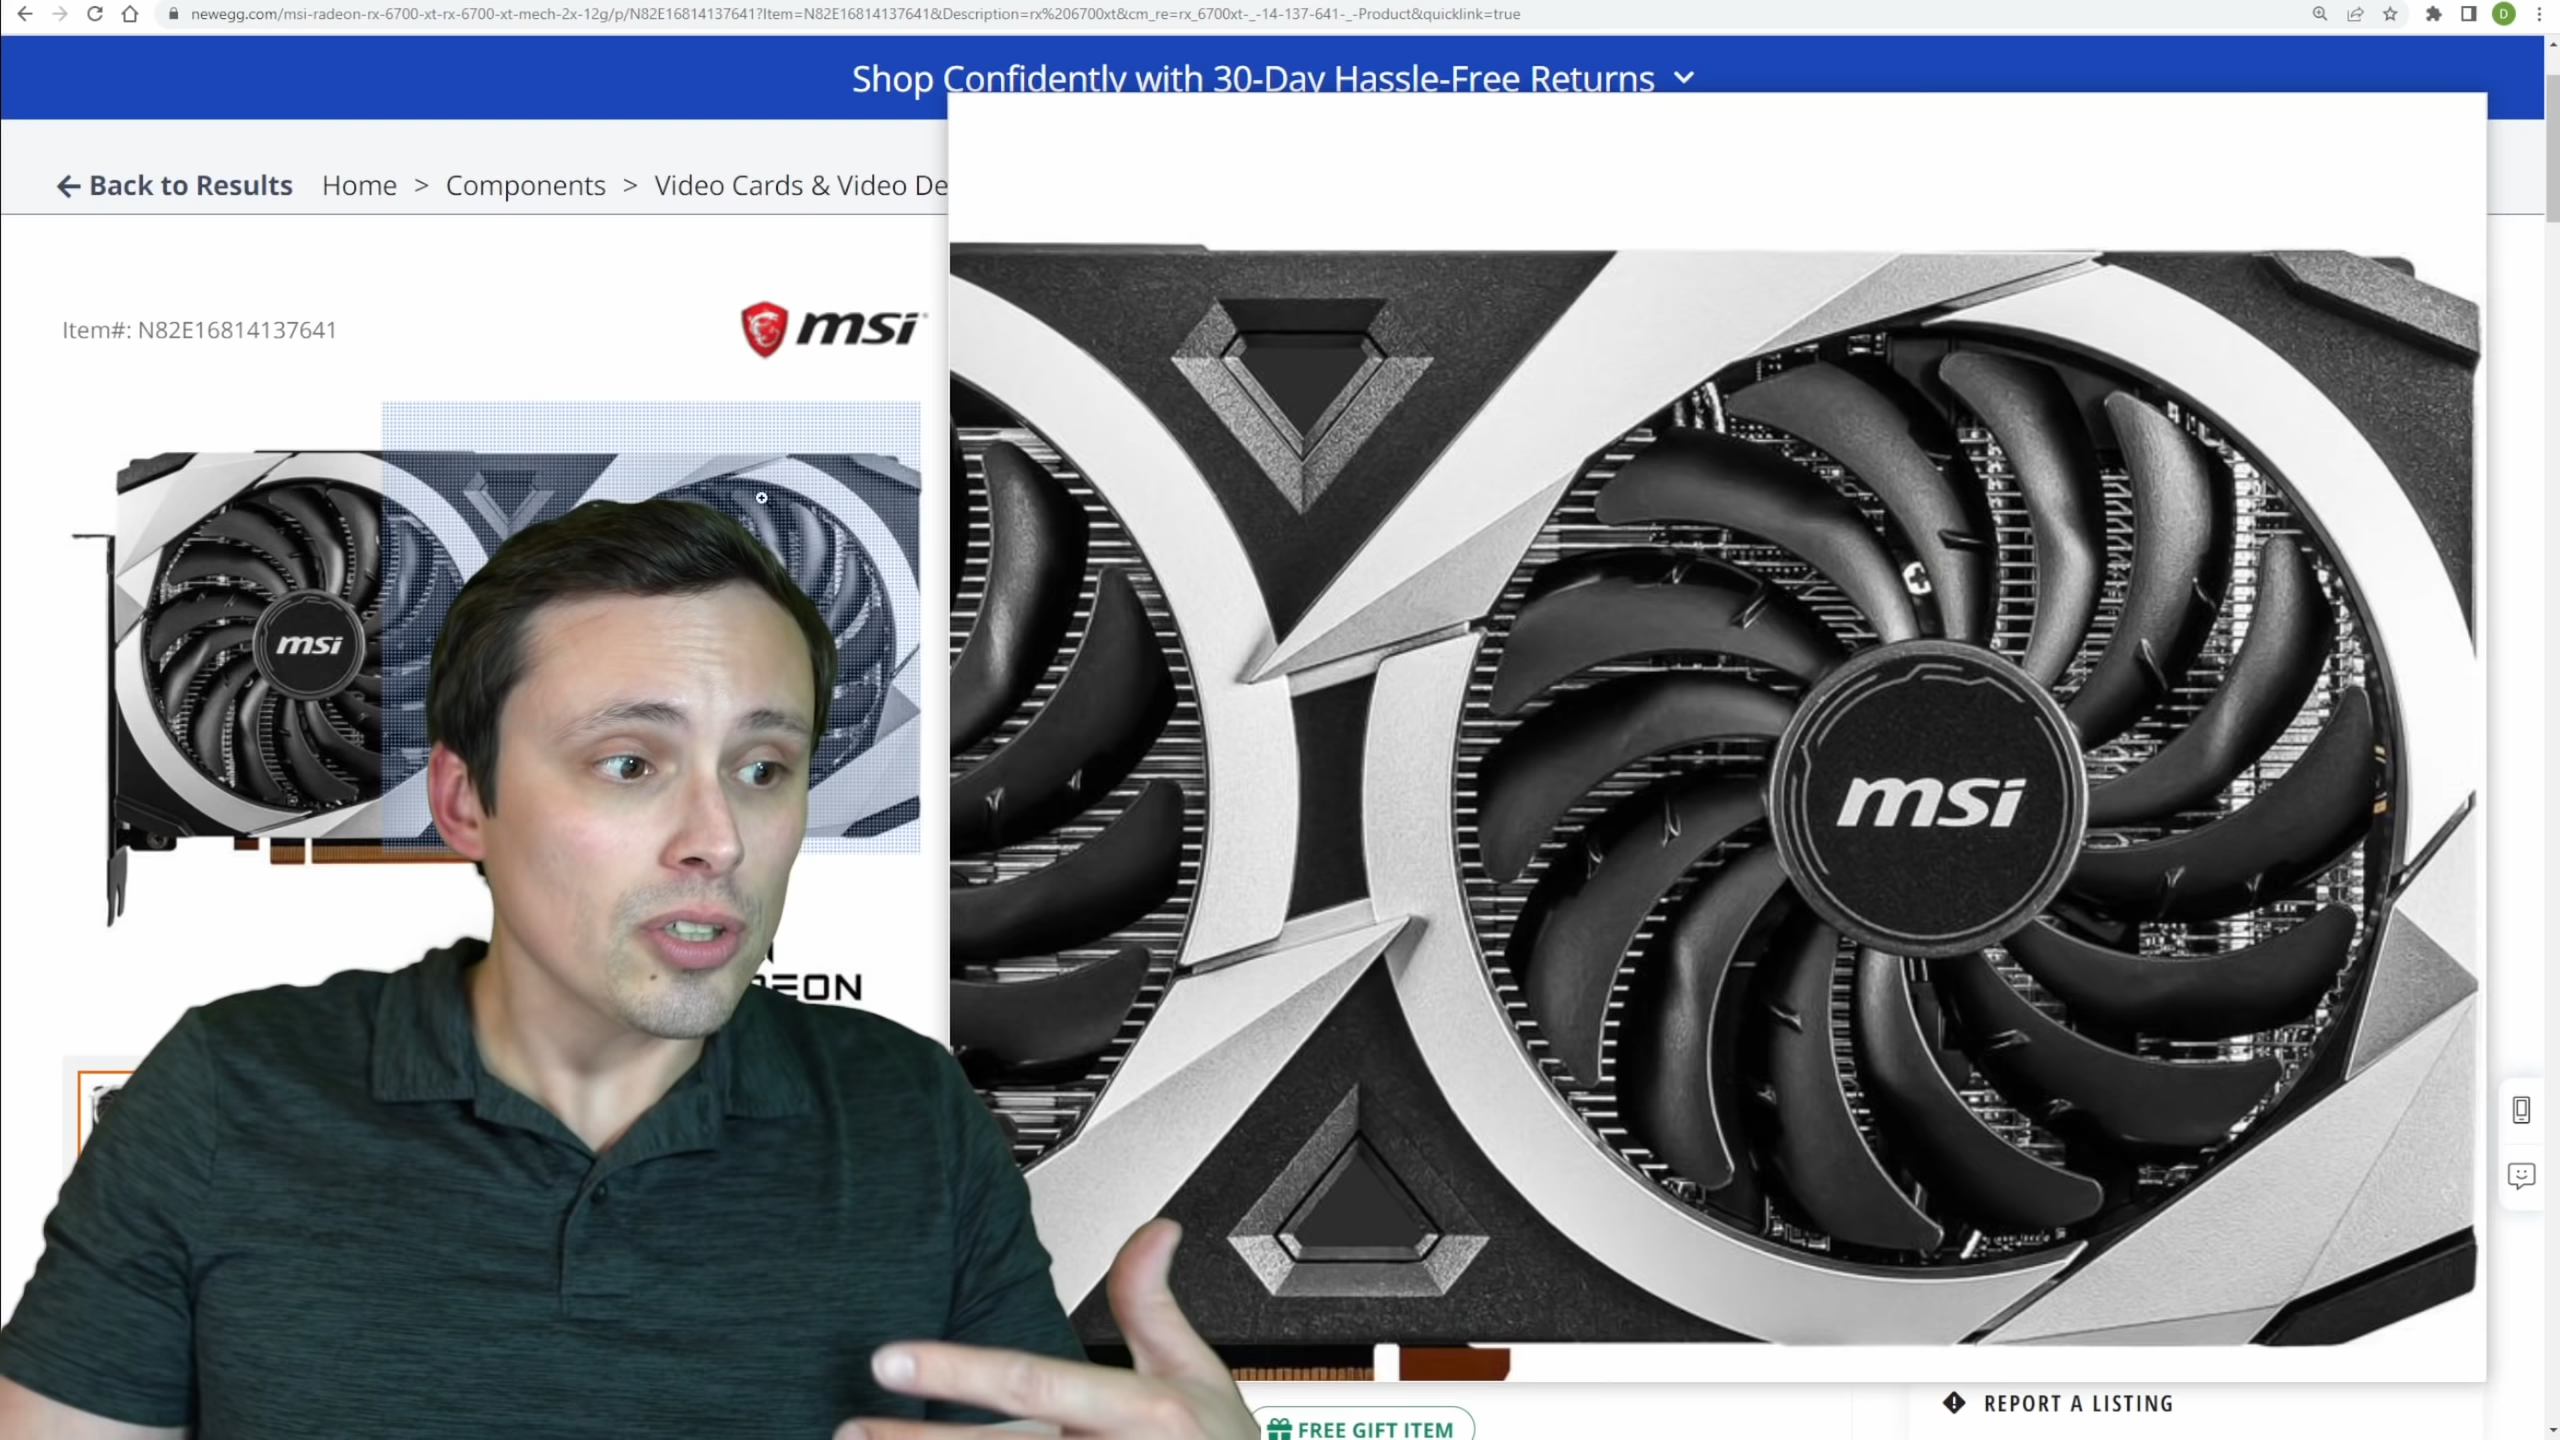 newegg.com/msi-radeon-rx-6700-xt-rx-6700-xt-mech-2x-12g/p/N82E16814137641?Item=N82E16814137641&Description=rx%206700xt&cm_re=rx_6700xt-_-14-137-641-_-Product&quicklink=true
D
Shop Confidently with 30-Day Hassle-Free Returns
Back to Results Home > Components > Video Cards & Video De
Item#: N82E16814137641
msi
msi
msi
EON
REPORT A LISTING
FREE GIFT ITEM